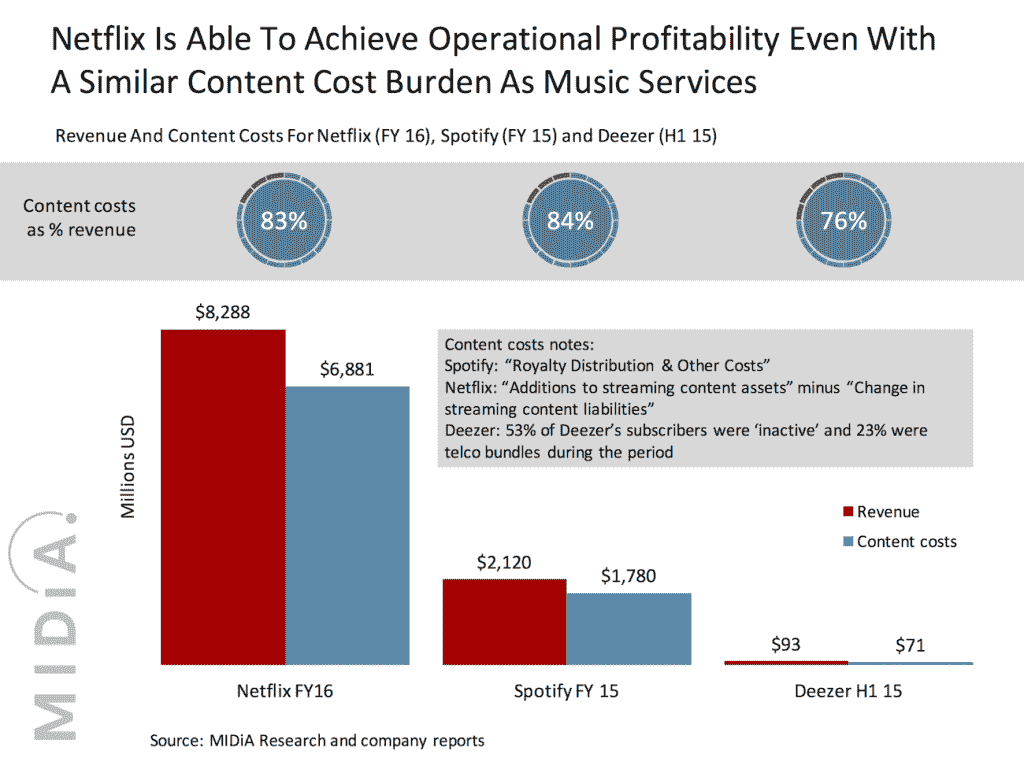 Netflix Is Able To Achieve Operational Profitability Even With
A Similar Content Cost Burden As Music Services
Revenue And Content Costs For Netflix (FY 16), Spotify (FY 15) and Deezer (H1 15)
Content costs
as % revenue
83%
84%
76%
$8,288
$6,881
Content costs notes:
Spotify: “Royalty Distribution & Other Costs”
Netflix: “Additions to streaming content assets” minus “Change in
streaming content liabilities”
Deezer: 53% of Deezer’s subscribers were ‘inactive’ and 23% were
telco bundles during the period
Millions USD
Revenue
Content costs
$2,120
$1,780
$93
$71
Netflix FY16
Spotify FY 15
Deezer H1 15
MIDiA
Source: MIDiA Research and company reports